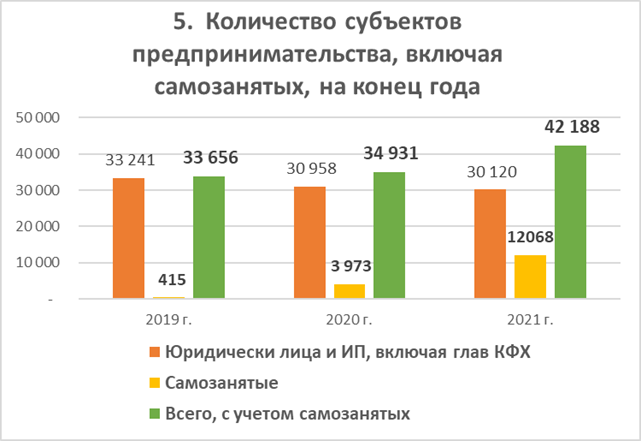 5. Количество субъектов
предпринимательства, включая
самозанятых, на конец года
50 000
40 000
30 000
20 000
10 000
-
33 241
415
33 656
30 958
3 973
34 931
30 120
12068
42 188
2019 г.
2020 г.
2021 г.
Юридически лица и ИП, включая глав КФХ
Самозанятые
Всего, с учетом самозанятых